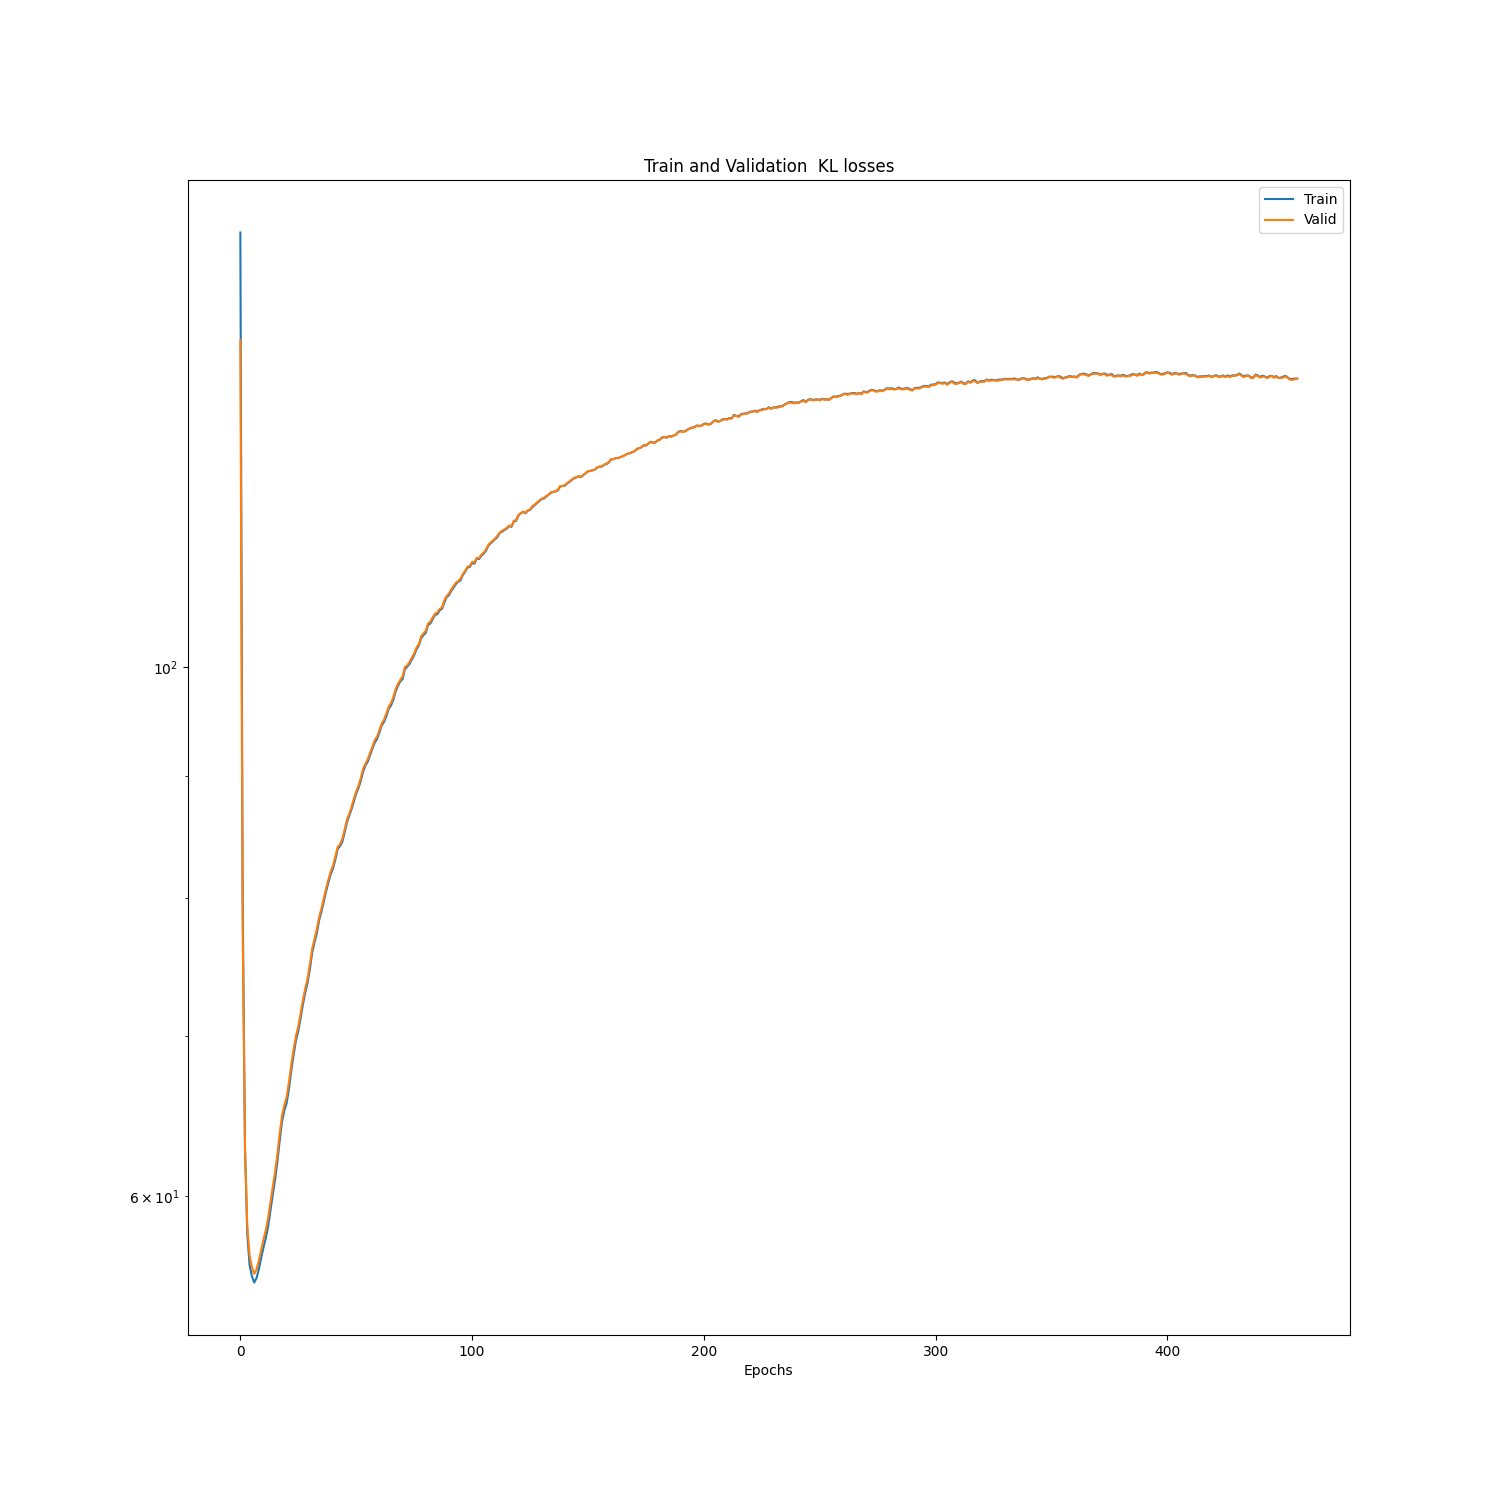 Train and Validation  KL losses
Train
Valid
10²
6 × 10¹
0 100 200 300 400
Epochs